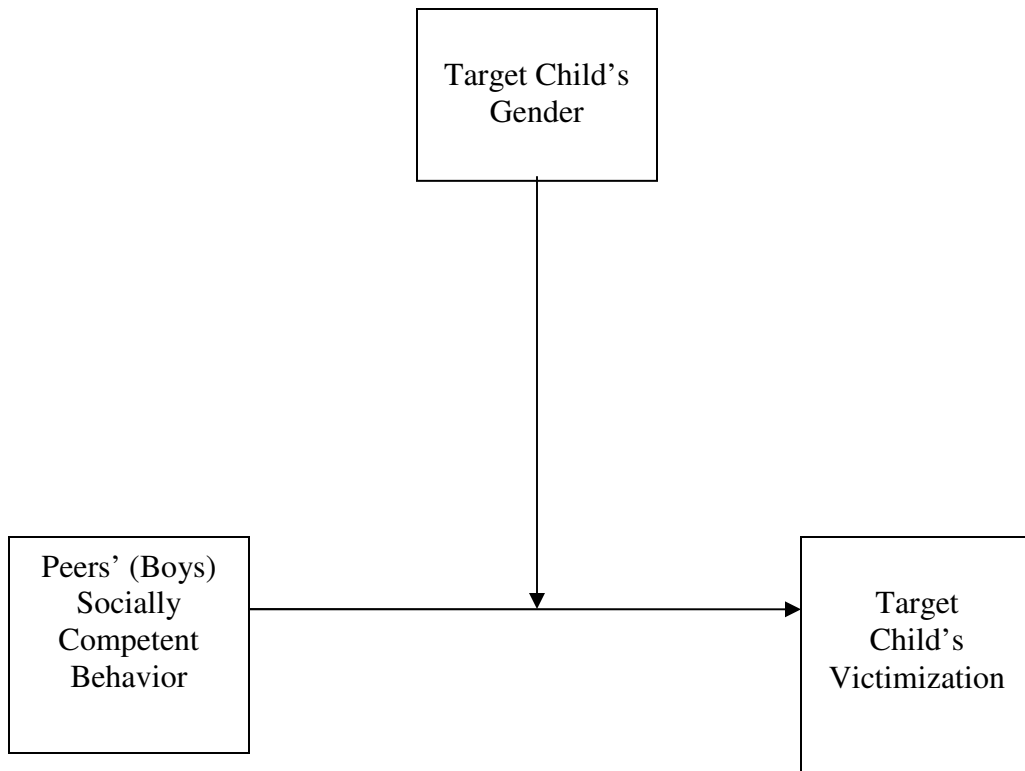 Target Child’s
Gender
Peers’ (Boys)
Socially
Competent
Behavior
Target
Child’s
Victimization